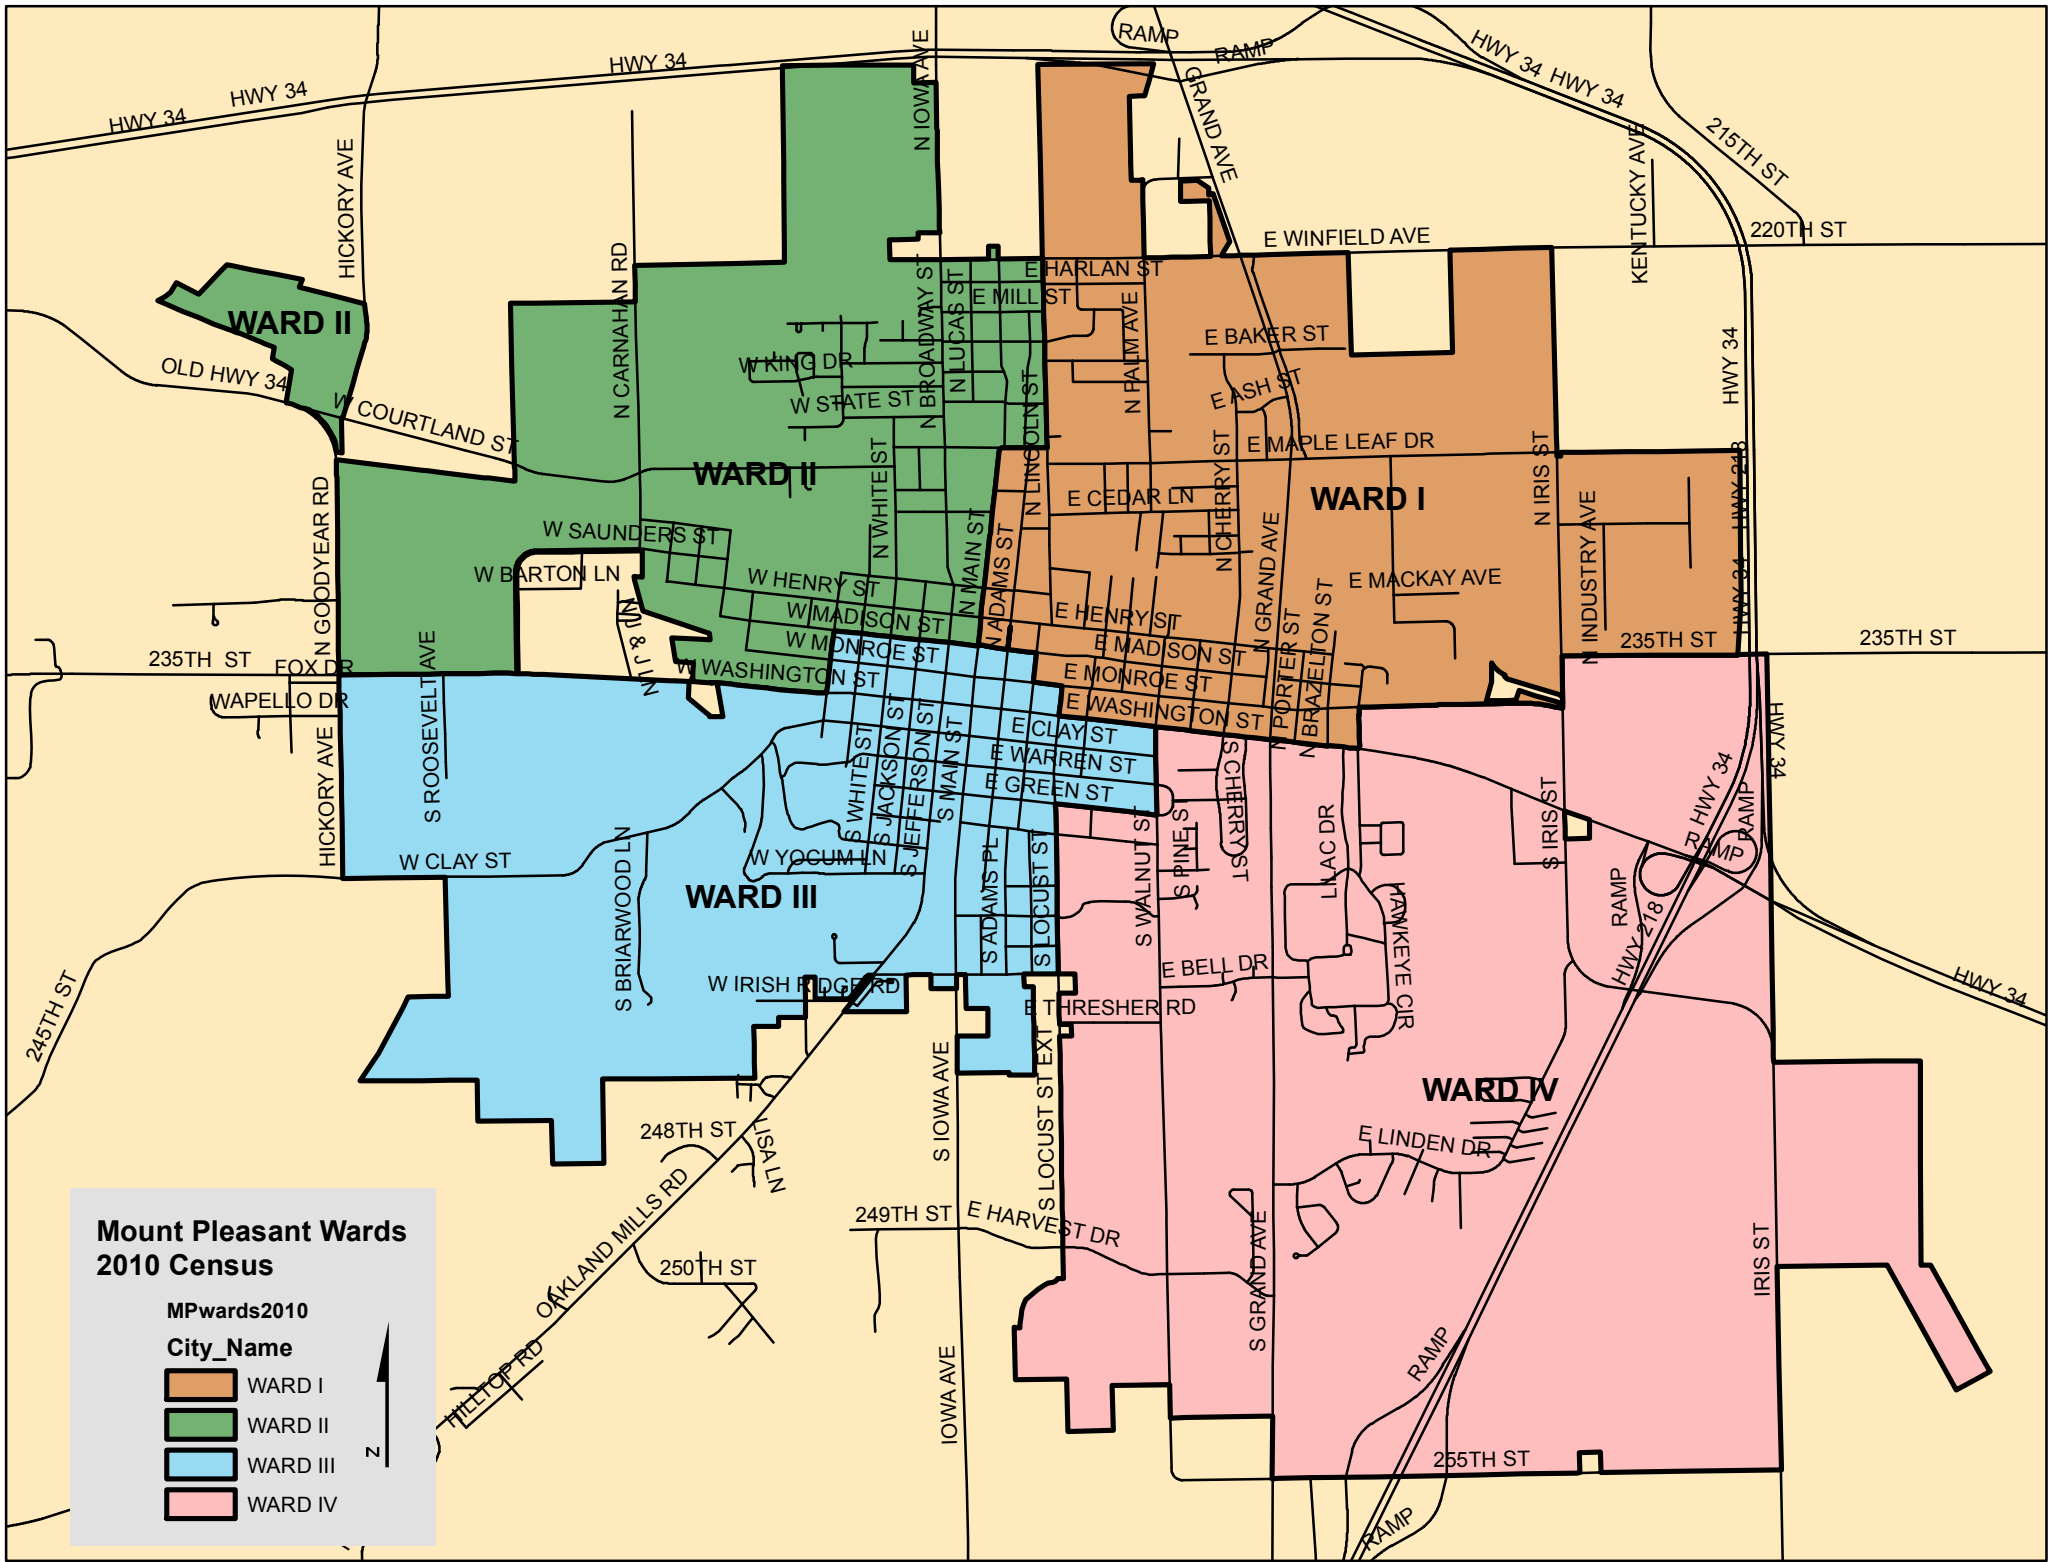 RAMP
RAMP
HWY 34
HWY 34
HWY 34
HWY 34
HWY 34
N IOWA AVE
GRAND AVE
215TH ST
KENTUCKY AVE
HICKORY AVE
220TH ST
E WINFIELD AVE
N CARNAHAN RD
E HARLAN ST
E MILL ST
N BROADWAY ST
N LUCAS ST
N PALM AVE
WARD II
E BAKER ST
HWY 34
OLD HWY 34
W KING DR
E ASH ST
W STATE ST
W COURTLAND ST
N LINCOLN ST
E MAPLE LEAF DR
WARD II
N WHITE ST
N CHERRY ST
N IRIS ST
HWY 218
WARD I
E CEDAR LN
N GOODYEAR RD
W SAUNDERS ST
N MAIN ST
N ADAMS ST
N GRAND AVE
N INDUSTRY AVE
W BARTON LN
W HENRY ST
E MACKAY AVE
HWY 34
N J & J LN
W MADISON ST
E HENRY ST
N PORTER ST
N BRAZELTON ST
W MONROE ST
E MADISON ST
235TH ST
235TH ST
235TH ST
FOX DR
W WASHINGTON ST
E MONROE ST
WAPELLO DR
S ROOSEVELT AVE
E WASHINGTON ST
HICKORY AVE
E CLAY ST
E WARREN ST
E GREEN ST
S WHITE ST
S JACKSON ST
S JEFFERSON ST
S MAIN ST
S CHERRY ST
HWY 34
HWY 34
S IRIS ST
RAMP
RAMP
W CLAY ST
W YOCUM LN
S BRIARWOOD LN
WARD III
S ADAMS PL
S LOCUST ST
S WALNUT ST
S PINE S
LILAC DR
HAWKEYE CIR
RAMP
HWY 218
E BELL DR
HWY 34
W IRISH RIDGE RD
E THRESHER RD
245TH ST
WARD IV
S IOWA AVE
S LOCUST ST EXT
248TH ST
LISA LN
E LINDEN DR
OAKLAND MILLS RD
249TH ST
E HARVEST DR
S GRAND AVE
IRIS ST
250TH ST
HILLTOP RD
IOWA AVE
RAMP
255TH ST
RAMP
Mount Pleasant Wards
2010 Census
MPwards2010
City_Name
WARD I
WARD II
WARD III
WARD IV
N